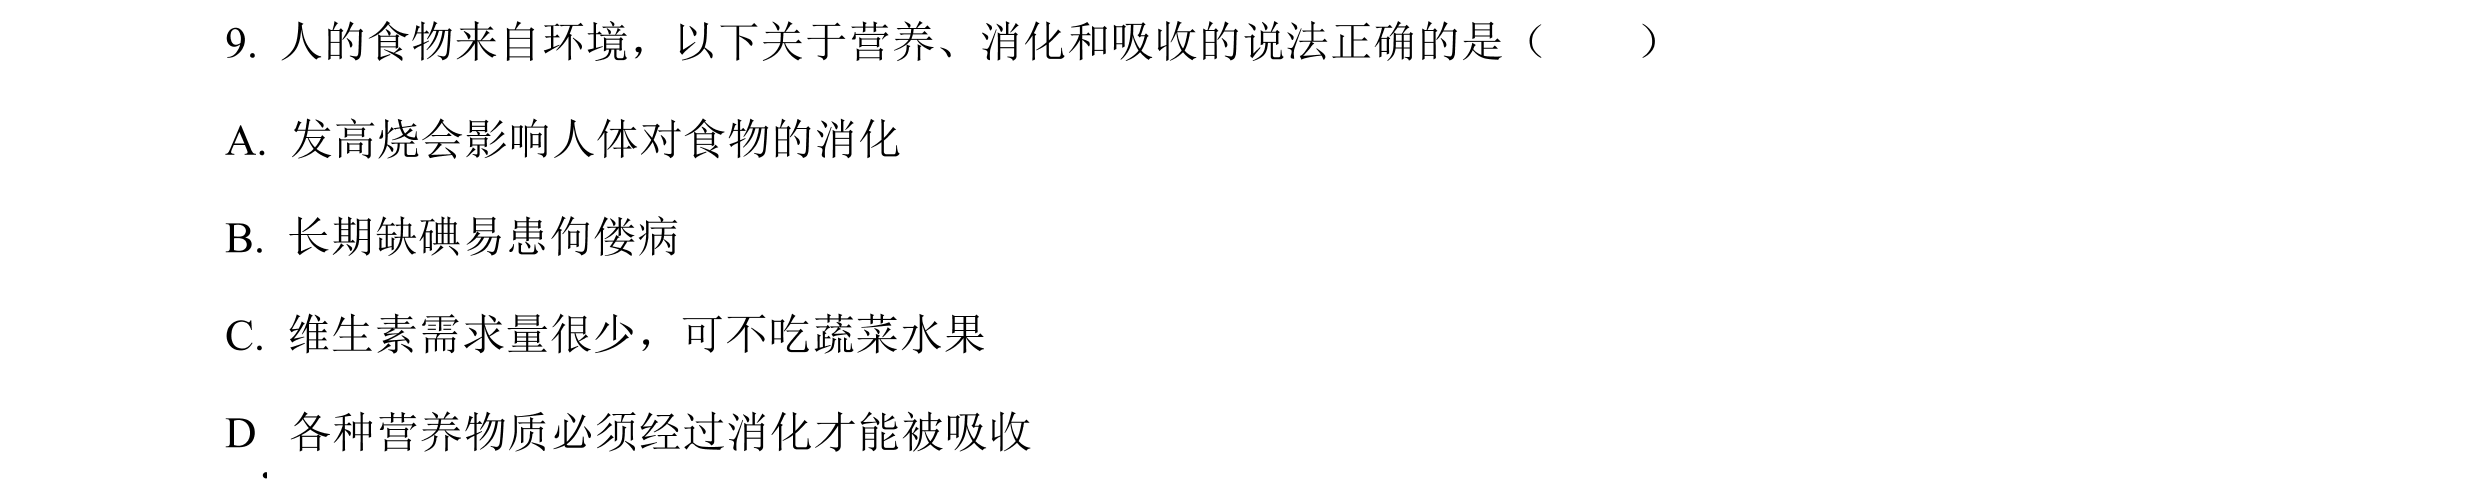 9. 人的食物来自环境，以下关于营养、消化和吸收的说法正确的是（　　）
A. 发高烧会影响人体对食物的消化
B. 长期缺碘易患佝偻病
C. 维生素需求量很少，可不吃蔬菜水果
D. 各种营养物质必须经过消化才能被吸收